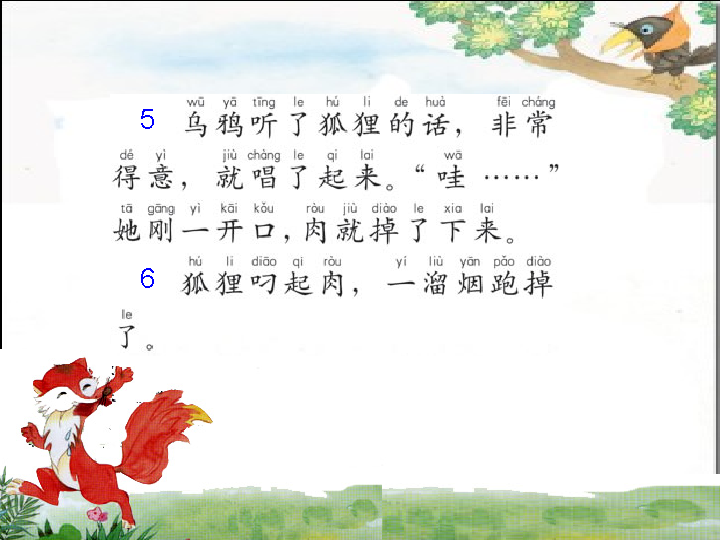 wū yā tīng le hú li de huà fēi cháng
5 乌鸦听了狐狸的话，非常
dé yì jiù chàng le qi lai wā
得意，就唱了起来。“哇……”
tā gāng yì kāi kǒu ròu jiù diào le xia lai
她刚一开口，肉就掉了下来。
hú li diāo qi ròu yí liù yān pǎo diào
6 狐狸叼起肉，一溜烟跑掉
le
了。